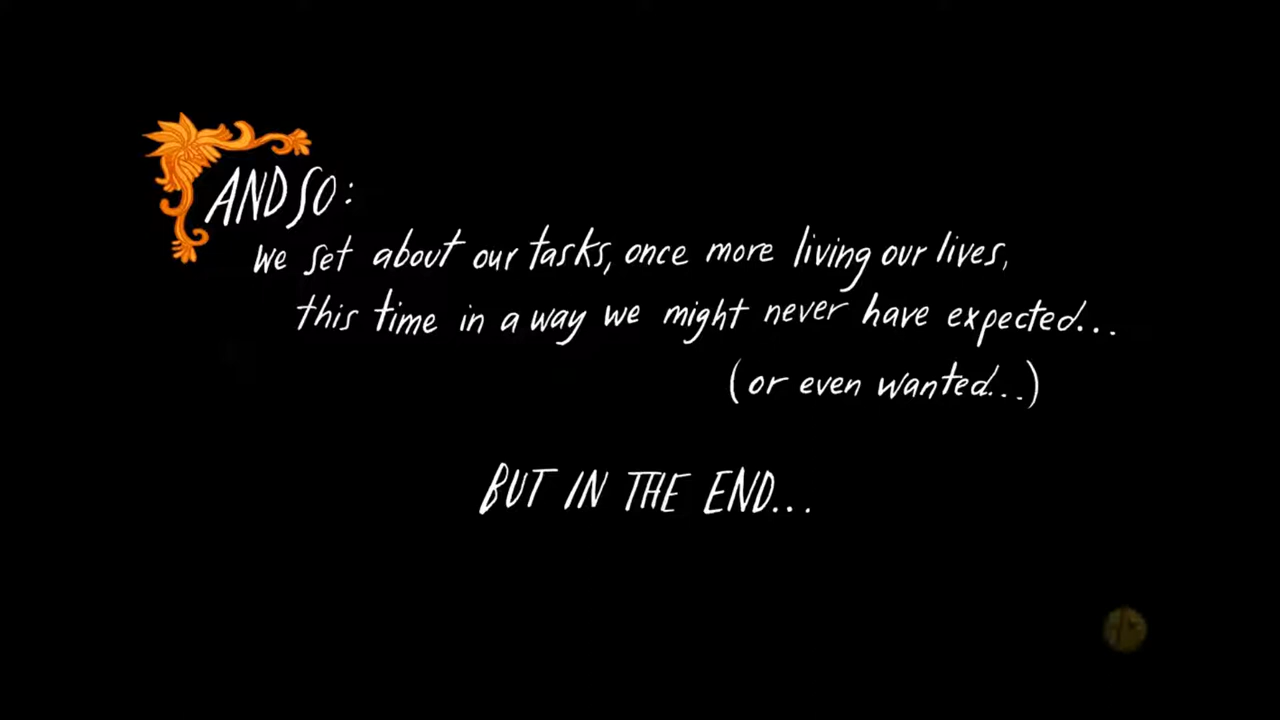 AND SO:
we set about our tasks, once more living our lives,
this time in a way we might never have expected...
(or even wanted...)
BUT IN THE END...